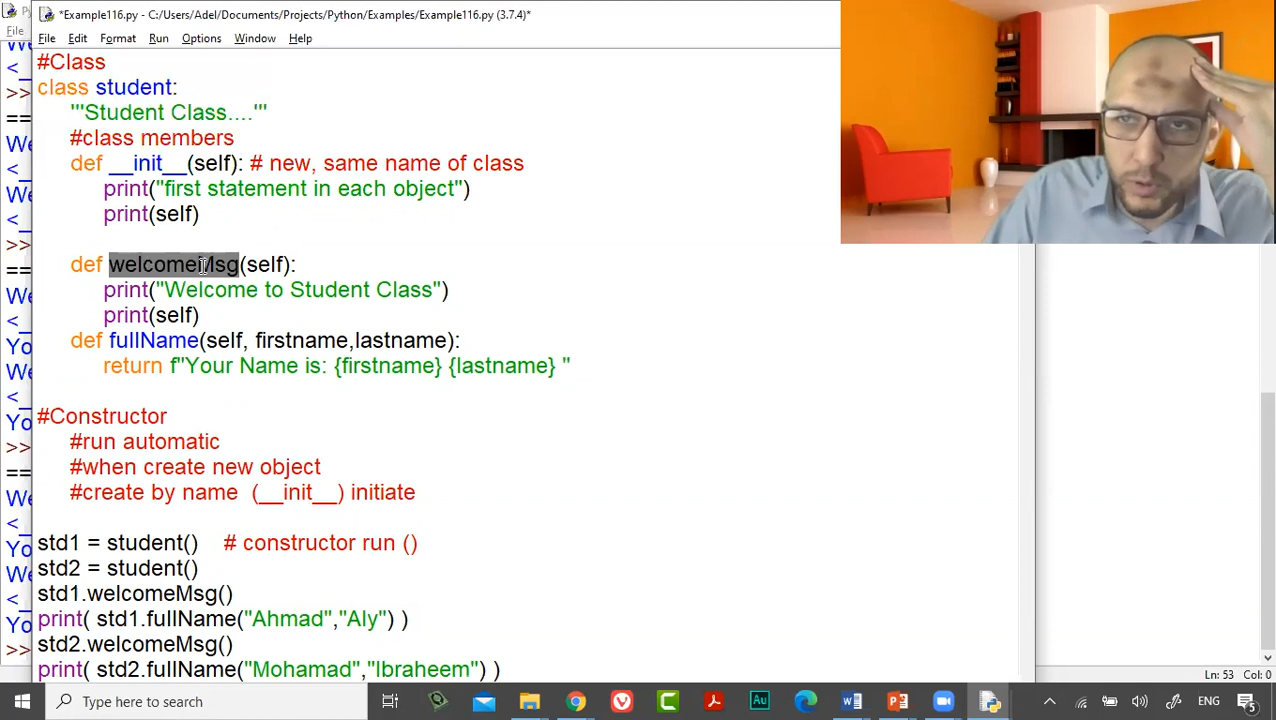 *Example116.py - C:/Users/Adel/Documents/Projects/Python/Examples/Example116.py (3.7.4)*
File Edit Format Run Options Window Help
#Class
class student:
'''Student Class....'''
#class members
def __init__(self): # new, same name of class
print("first statement in each object")
print(self)
def welcomeMsg(self):
print("Welcome to Student Class")
print(self)
def fullName(self, firstname,lastname):
return f"Your Name is: {firstname} {lastname} "
#Constructor
#run automatic
#when create new object
#create by name (__init__) initiate
std1 = student() # constructor run ()
std2 = student()
std1.welcomeMsg()
print( std1.fullName("Ahmad","Aly") )
std2.welcomeMsg()
print( std2.fullName("Mohamad","Ibraheem") )
Ln: 53 Col: 0
Type here to search
ENG
5